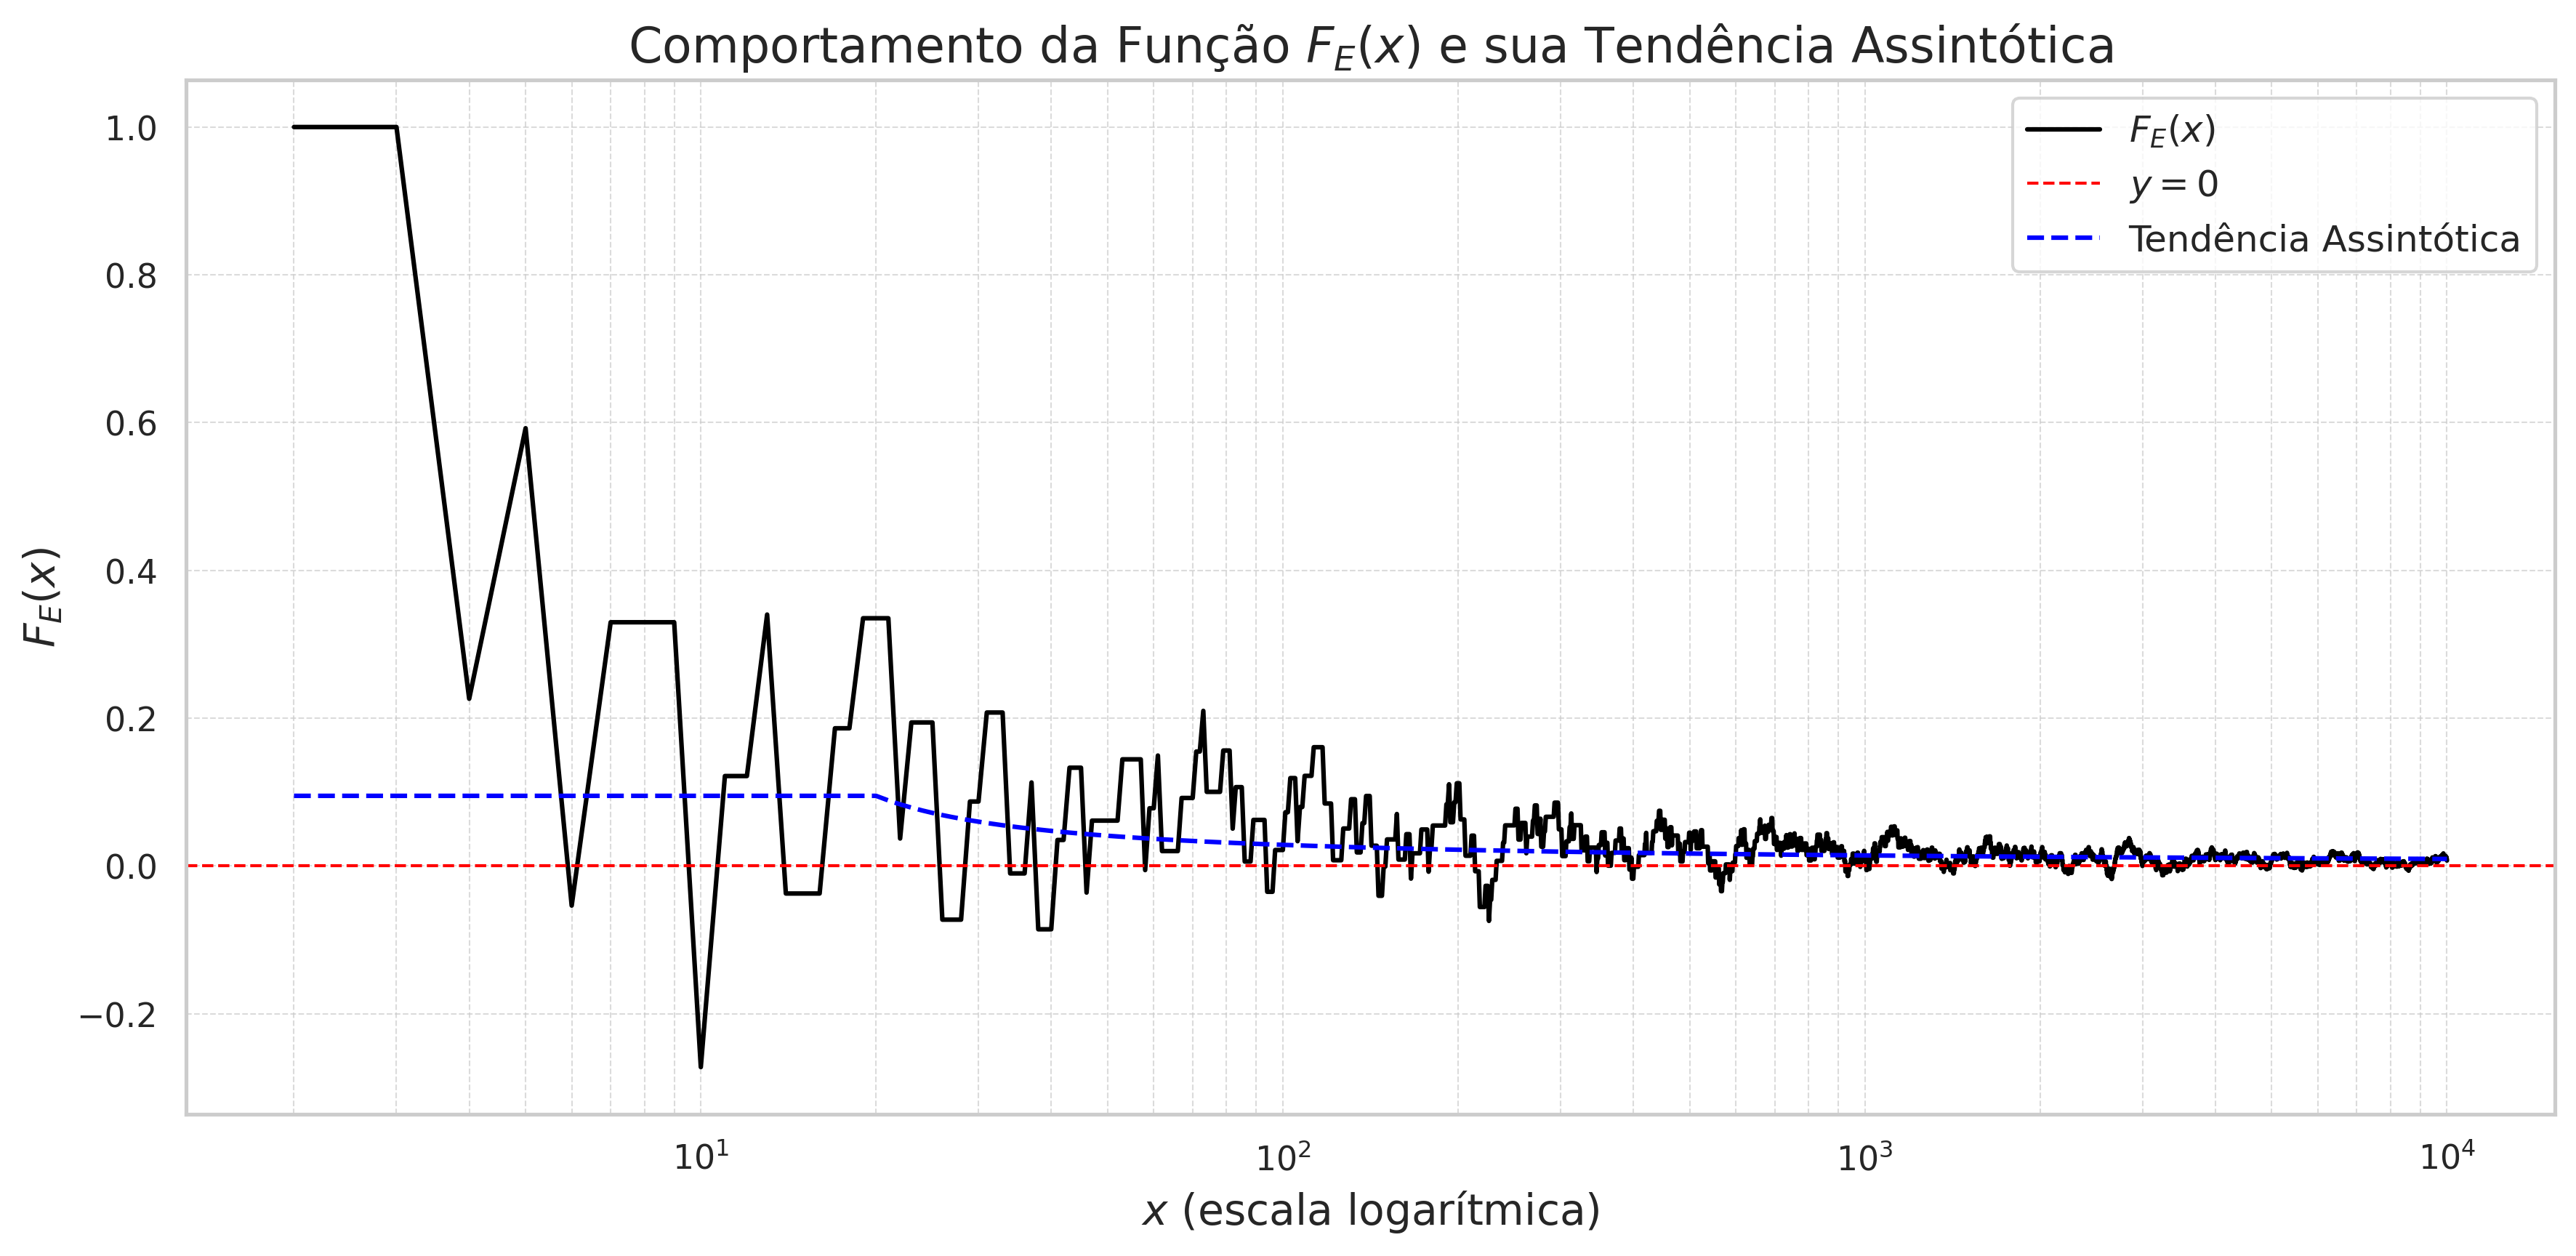 Comportamento da Função $F_E(x)$ e sua Tendência Assintótica
$F_E(x)$
$y = 0$
Tendência Assintótica
$F_E(x)$
1.0
0.8
0.6
0.4
0.2
0.0
−0.2
$10^1$ $10^2$ $10^3$ $10^4$
$x$ (escala logarítmica)